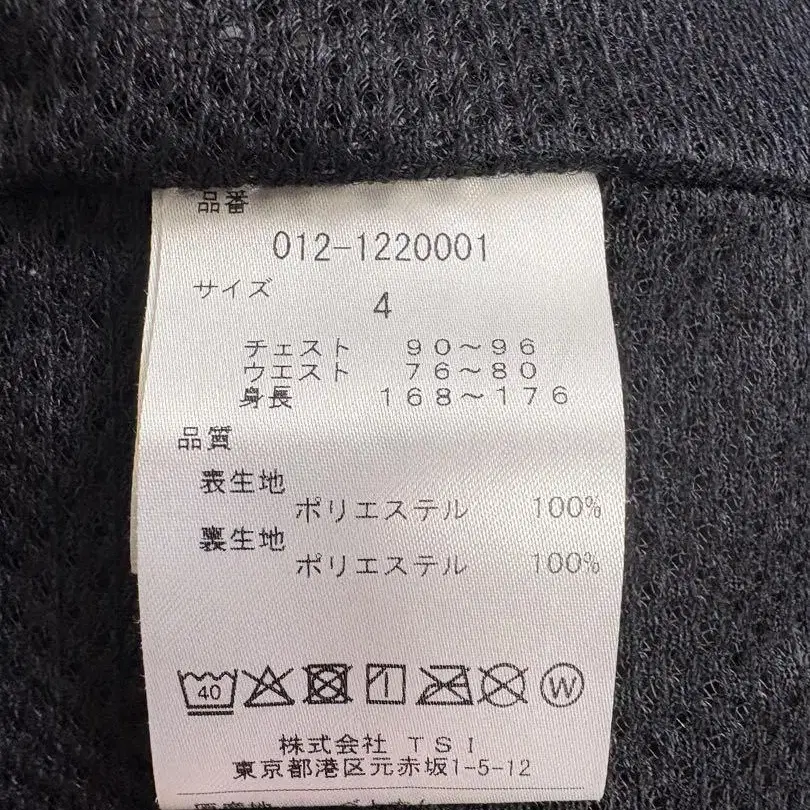 品番
012-1220001
サイズ
4
チェスト 90～96
ウエスト 76～80
身長 168～176
品質
表生地
ポリエステル 100%
裏生地
ポリエステル 100%
40 W
株式会社 TSI
東京都港区元赤坂1-5-12